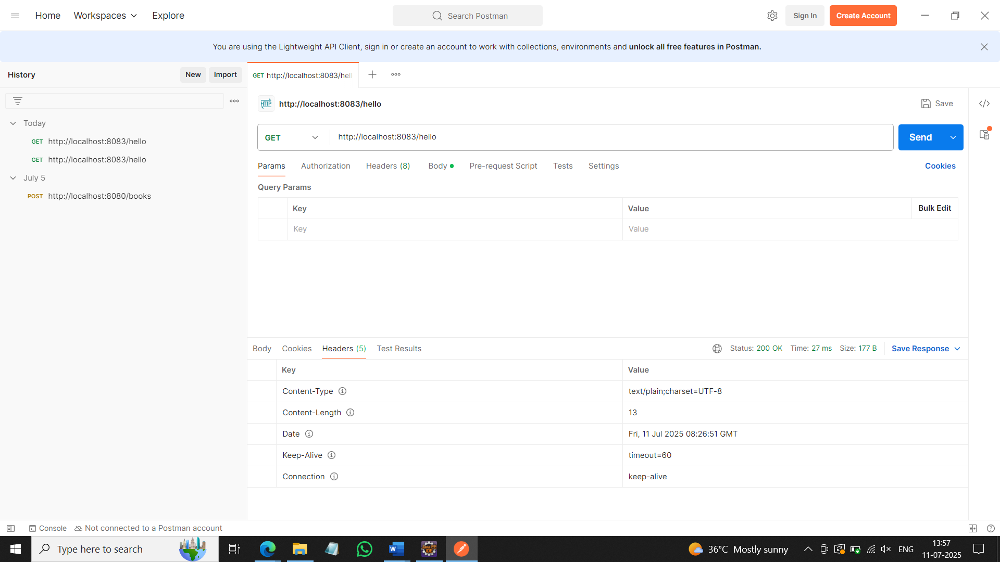 Home Workspaces Explore Search Postman Sign In Create Account
You are using the Lightweight API Client, sign in or create an account to work with collections, environments and unlock all free features in Postman.
History New Import
GET http://localhost:8083/hell
HTTP http://localhost:8083/hello Save
Today
GET http://localhost:8083/hello
GET http://localhost:8083/hello
July 5
POST http://localhost:8080/books
GET http://localhost:8083/hello Send
Params Authorization Headers (8) Body Pre-request Script Tests Settings Cookies
Query Params
Key Value Bulk Edit
Key Value
Body Cookies Headers (5) Test Results Status: 200 OK Time: 27 ms Size: 177 B Save Response
Key Value
Content-Type text/plain;charset=UTF-8
Content-Length 13
Date Fri, 11 Jul 2025 08:26:51 GMT
Keep-Alive timeout=60
Connection keep-alive
Console Not connected to a Postman account
Type here to search Java EE IDE 36°C Mostly sunny ENG 13:57
11-07-2025